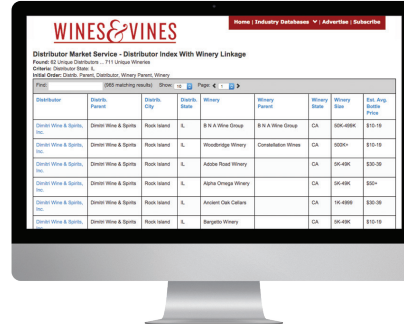 WINES&VINES
Home | Industry Databases | Advertise | Subscribe
Distributor Market Service - Distributor Index With Winery Linkage
Found: 62 Unique Distributors ... 711 Unique Wineries
Criteria: Distributor State: IL
Initial Order: Distrib. Parent, Distributor, Winery Parent, Winery
Find: (965 matching results) Show: 10 Page: 1
Distributor Distrib. Parent Distrib. City Distrib. State Winery Winery Parent Winery State Winery Size Est. Avg. Bottle Price
Dimitri Wine & Spirits, Inc. Dimitri Wine & Spirits Rock Island IL B N A Wine Group B N A Wine Group CA 50K-499K $10-19
Dimitri Wine & Spirits, Inc. Dimitri Wine & Spirits Rock Island IL Woodbridge Winery Constellation Wines CA 500K+ $10-19
Dimitri Wine & Spirits, Inc. Dimitri Wine & Spirits Rock Island IL Adobe Road Winery CA 5K-49K $30-39
Dimitri Wine & Spirits, Inc. Dimitri Wine & Spirits Rock Island IL Alpha Omega Winery CA 5K-49K $50+
Dimitri Wine & Spirits, Inc. Dimitri Wine & Spirits Rock Island IL Ancient Oak Cellars CA 1K-4999 $30-39
Dimitri Wine & Spirits, Dimitri Wine & Spirits Rock Island IL Bargetto Winery CA 5K-49K $10-19